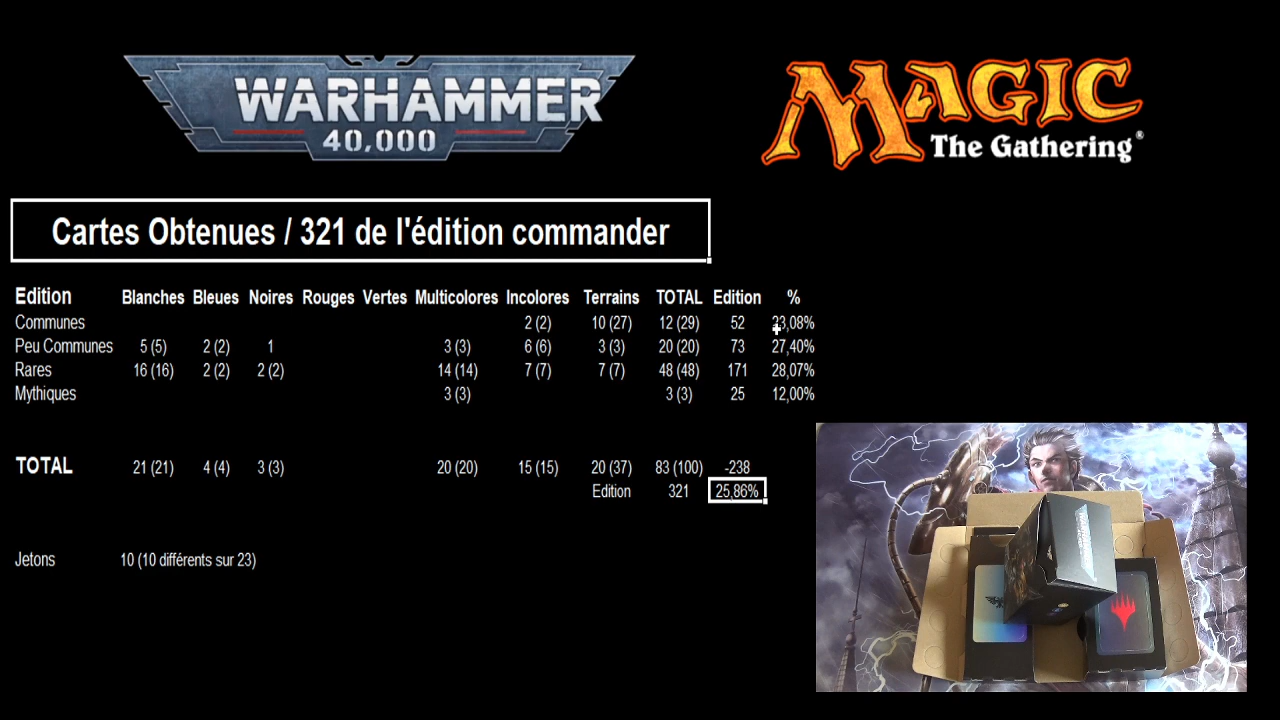 WARHAMMER
40,000
MAGIC
The Gathering®
Cartes Obtenues / 321 de l'édition commander
Edition Blanches Bleues Noires Rouges Vertes Multicolores Incolores Terrains TOTAL Edition %
Communes 2 (2) 10 (27) 12 (29) 52 23,08%
Peu Communes 5 (5) 2 (2) 1 3 (3) 6 (6) 3 (3) 20 (20) 73 27,40%
Rares 16 (16) 2 (2) 2 (2) 14 (14) 7 (7) 7 (7) 48 (48) 171 28,07%
Mythiques 3 (3) 3 (3) 25 12,00%
TOTAL 21 (21) 4 (4) 3 (3) 20 (20) 15 (15) 20 (37) 83 (100) -238
Edition 321 25,86%
Jetons 10 (10 différents sur 23)